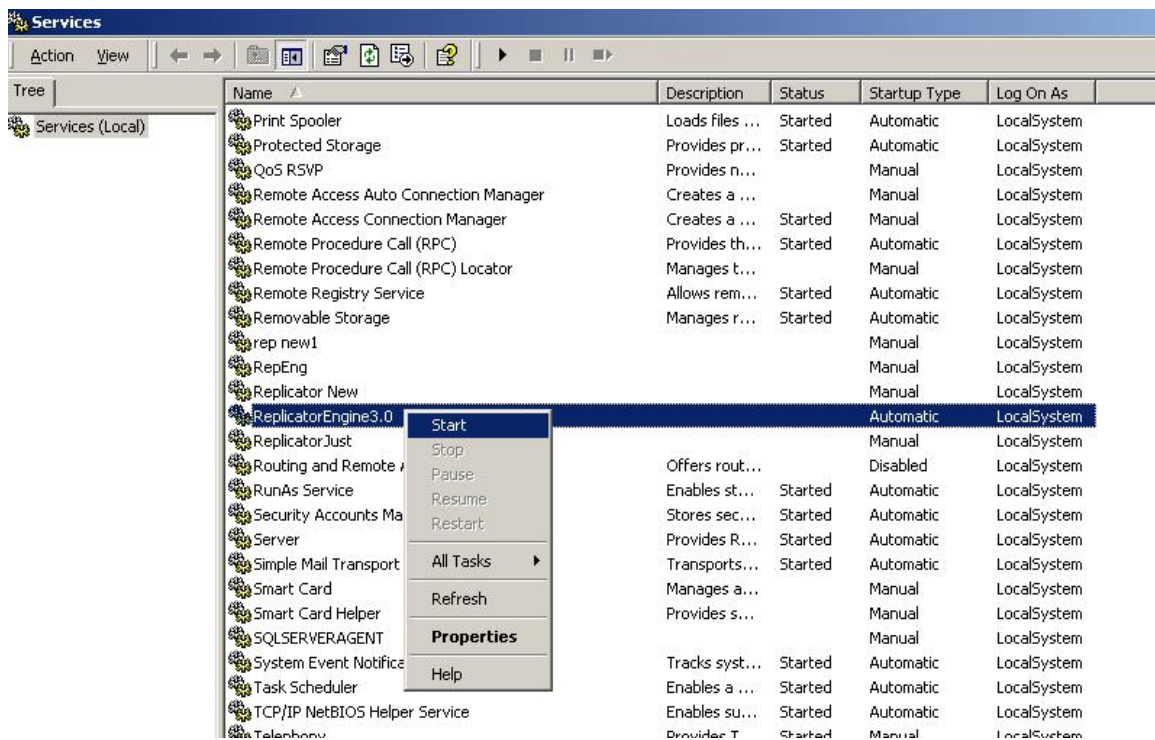 Services
Action View
Tree
Services (Local)
Name Description Status Startup Type Log On As
Print Spooler Loads files ... Started Automatic LocalSystem
Protected Storage Provides pr... Started Automatic LocalSystem
QoS RSVP Provides n... Manual LocalSystem
Remote Access Auto Connection Manager Creates a ... Manual LocalSystem
Remote Access Connection Manager Creates a ... Started Manual LocalSystem
Remote Procedure Call (RPC) Provides th... Started Automatic LocalSystem
Remote Procedure Call (RPC) Locator Manages t... Manual LocalSystem
Remote Registry Service Allows rem... Started Automatic LocalSystem
Removable Storage Manages r... Started Automatic LocalSystem
rep new1 Manual LocalSystem
RepEng Manual LocalSystem
Replicator New Manual LocalSystem
ReplicatorEngine3.0 Automatic LocalSystem
ReplicatorJust Manual LocalSystem
Routing and Remote Offers rout... Disabled LocalSystem
RunAs Service Enables st... Started Automatic LocalSystem
Security Accounts Ma Stores sec... Started Automatic LocalSystem
Server Provides R... Started Automatic LocalSystem
Simple Mail Transport Transports... Started Automatic LocalSystem
Smart Card Manages a... Manual LocalSystem
Smart Card Helper Provides s... Manual LocalSystem
SQLSERVERAGENT Manual LocalSystem
System Event Notifica Tracks syst... Started Automatic LocalSystem
Task Scheduler Enables a ... Started Automatic LocalSystem
TCP/IP NetBIOS Helper Service Enables su... Started Automatic LocalSystem
Telephony Provides T... Started Manual LocalSystem
Start
Stop
Pause
Resume
Restart
All Tasks
Refresh
Properties
Help